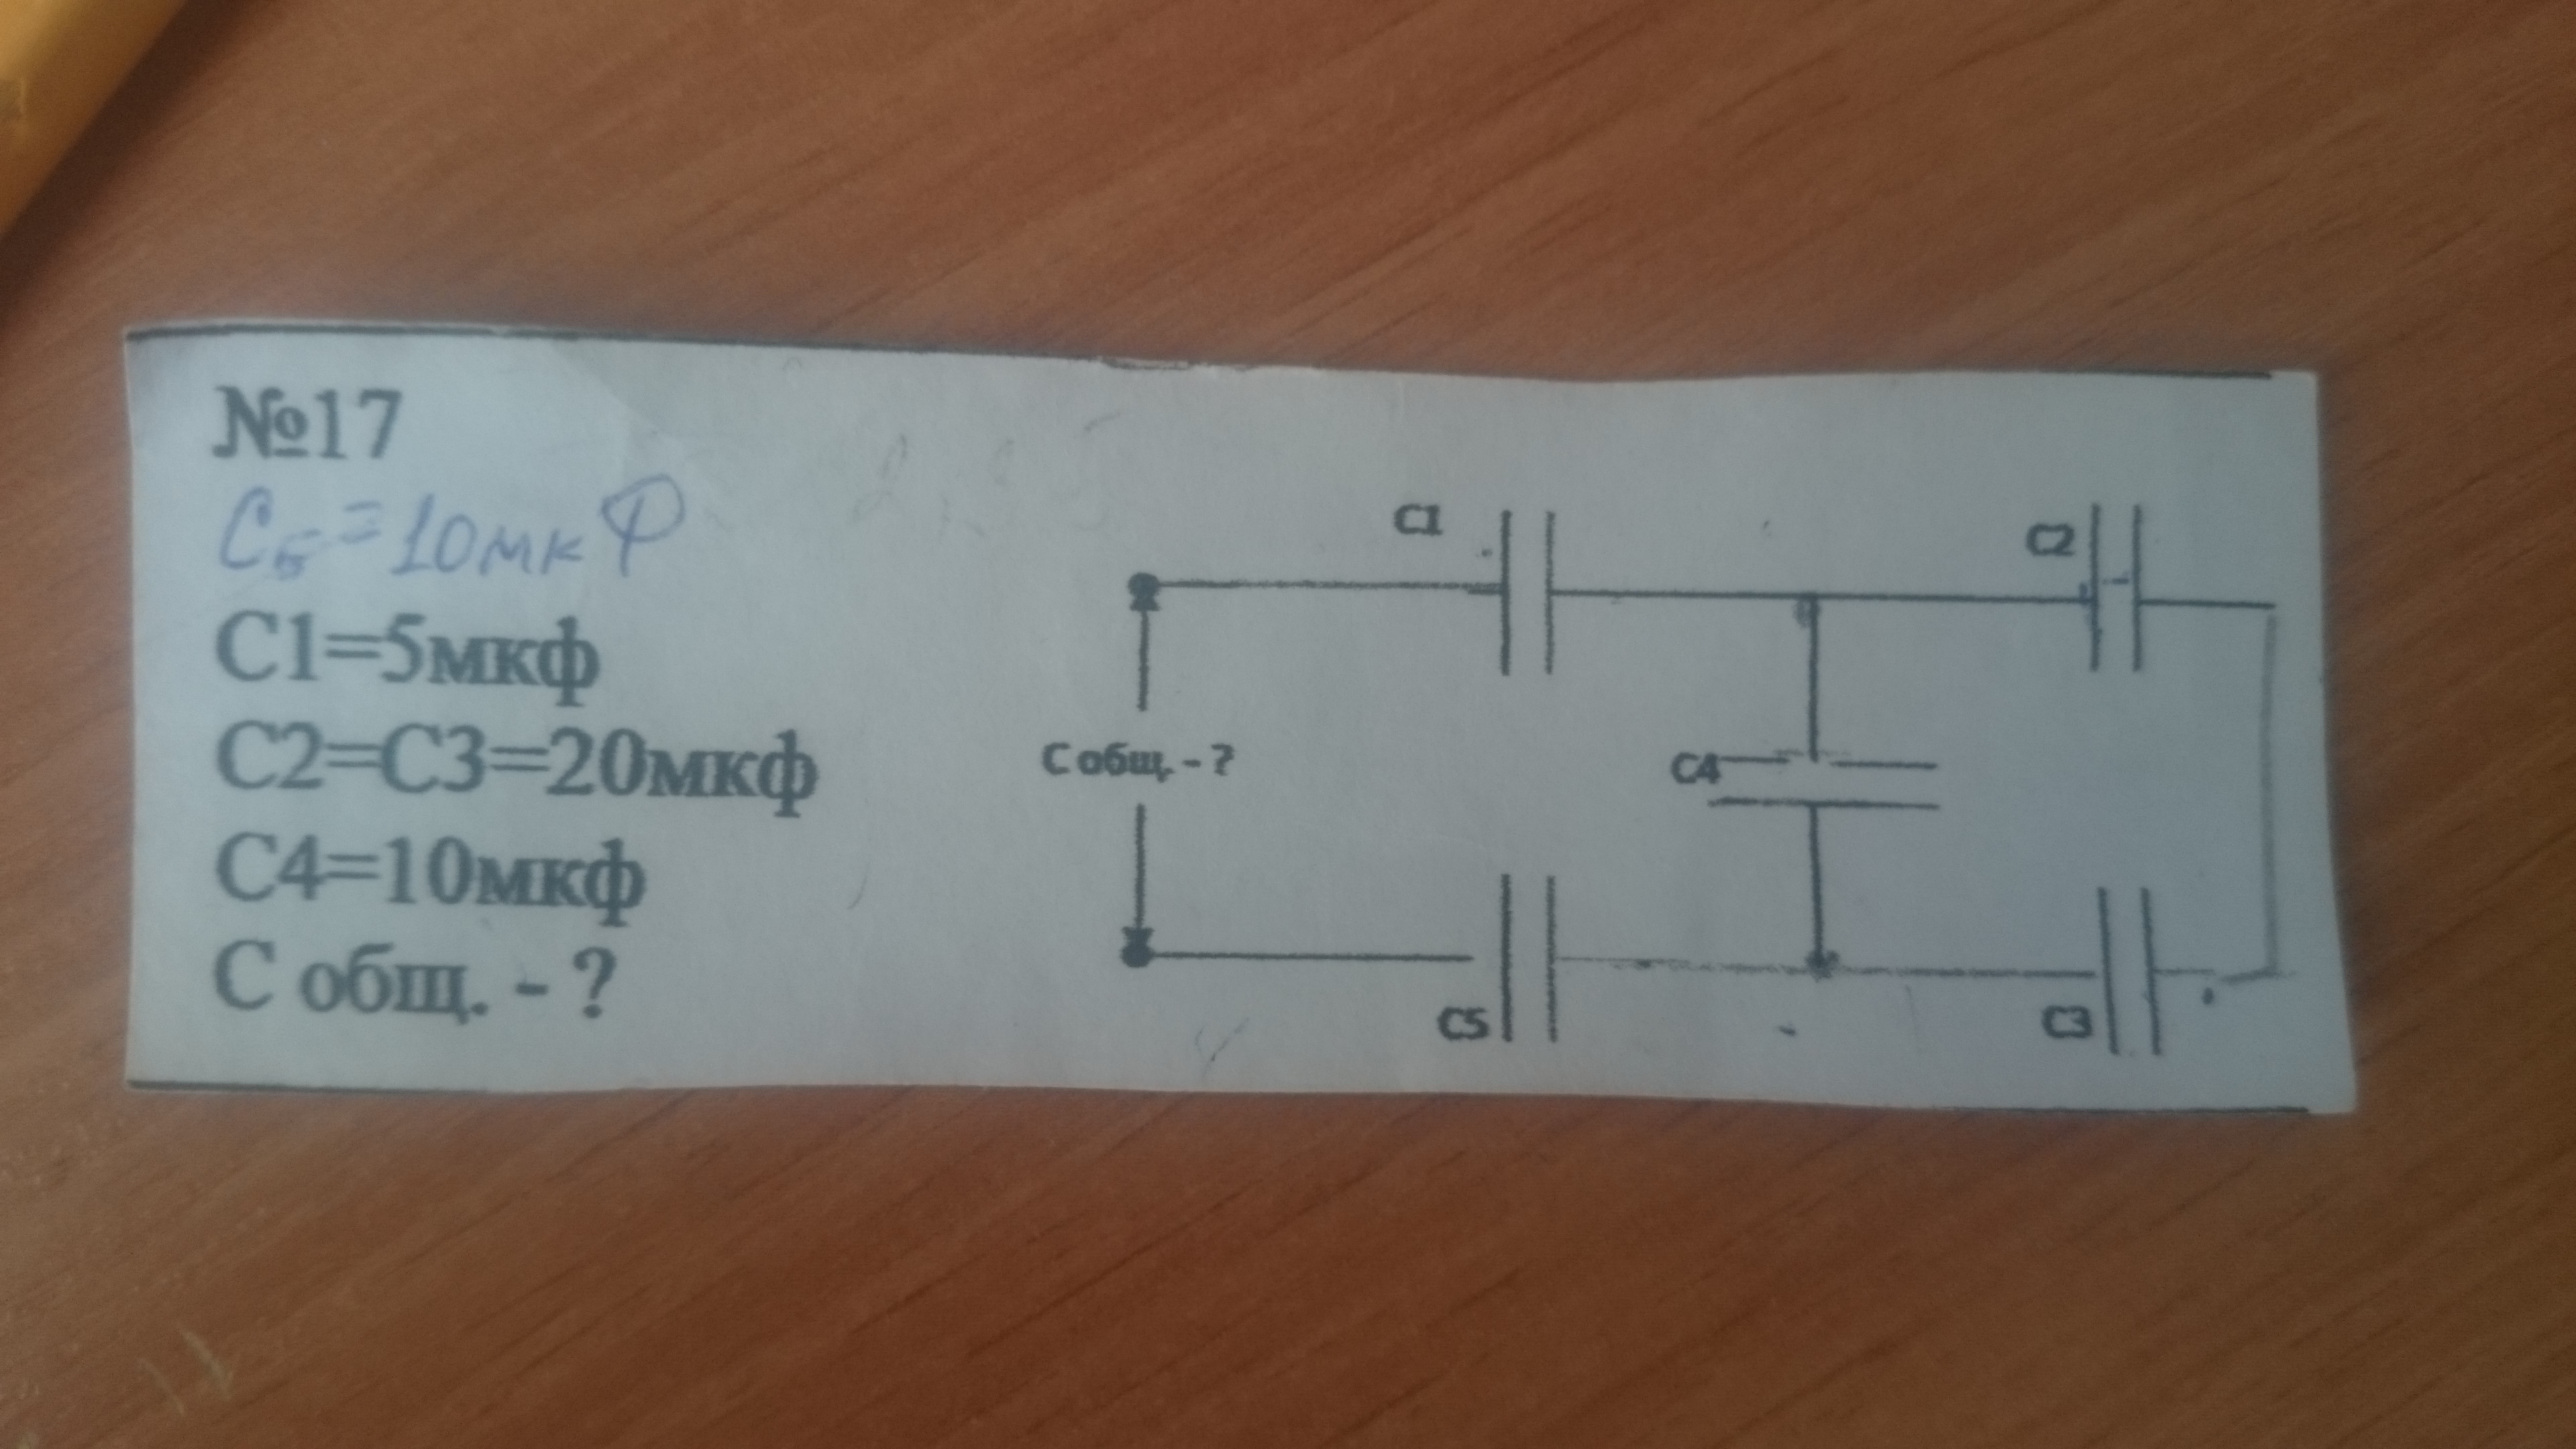 №17
C5=10мкФ
C1=5мкф
C2=C3=20мкф
C4=10мкф
C общ. - ?
C1
C2
C общ. - ?
C4
C5
C3